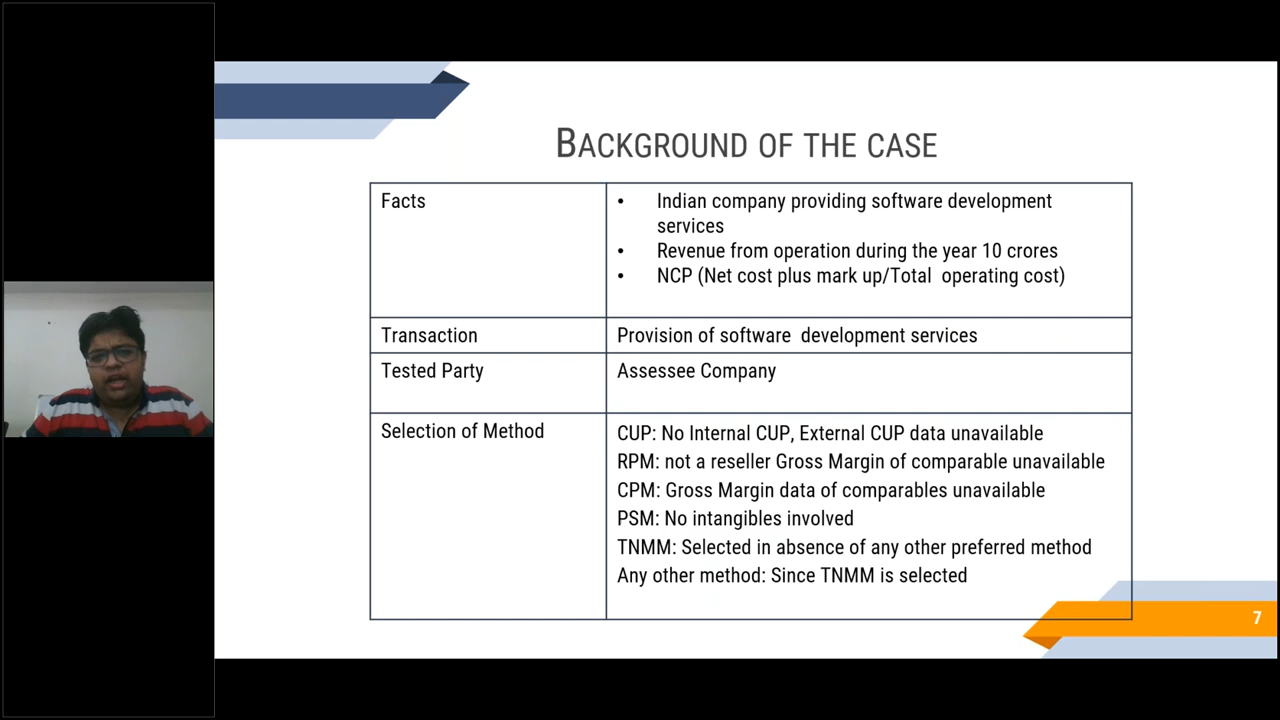 BACKGROUND OF THE CASE
Facts
• Indian company providing software development
services
• Revenue from operation during the year 10 crores
• NCP (Net cost plus mark up/Total operating cost)
Transaction
Provision of software development services
Tested Party
Assessee Company
Selection of Method
CUP: No Internal CUP, External CUP data unavailable
RPM: not a reseller Gross Margin of comparable unavailable
CPM: Gross Margin data of comparables unavailable
PSM: No intangibles involved
TNMM: Selected in absence of any other preferred method
Any other method: Since TNMM is selected
7